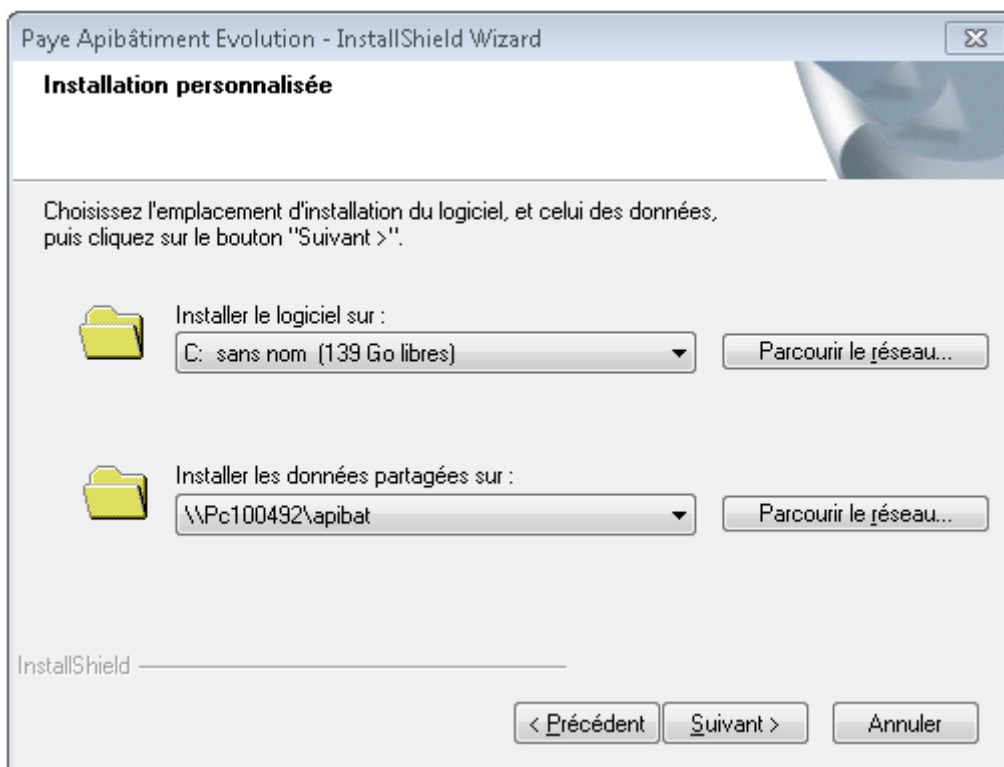 Paye Apibâtiment Evolution - InstallShield Wizard
Installation personnalisée
Choisissez l'emplacement d'installation du logiciel, et celui des données,
puis cliquez sur le bouton "Suivant >".
Installer le logiciel sur :
C: sans nom (139 Go libres)
Parcourir le réseau...
Installer les données partagées sur :
\\Pc100492\apibat
Parcourir le réseau...
InstallShield
< Précédent
Suivant >
Annuler